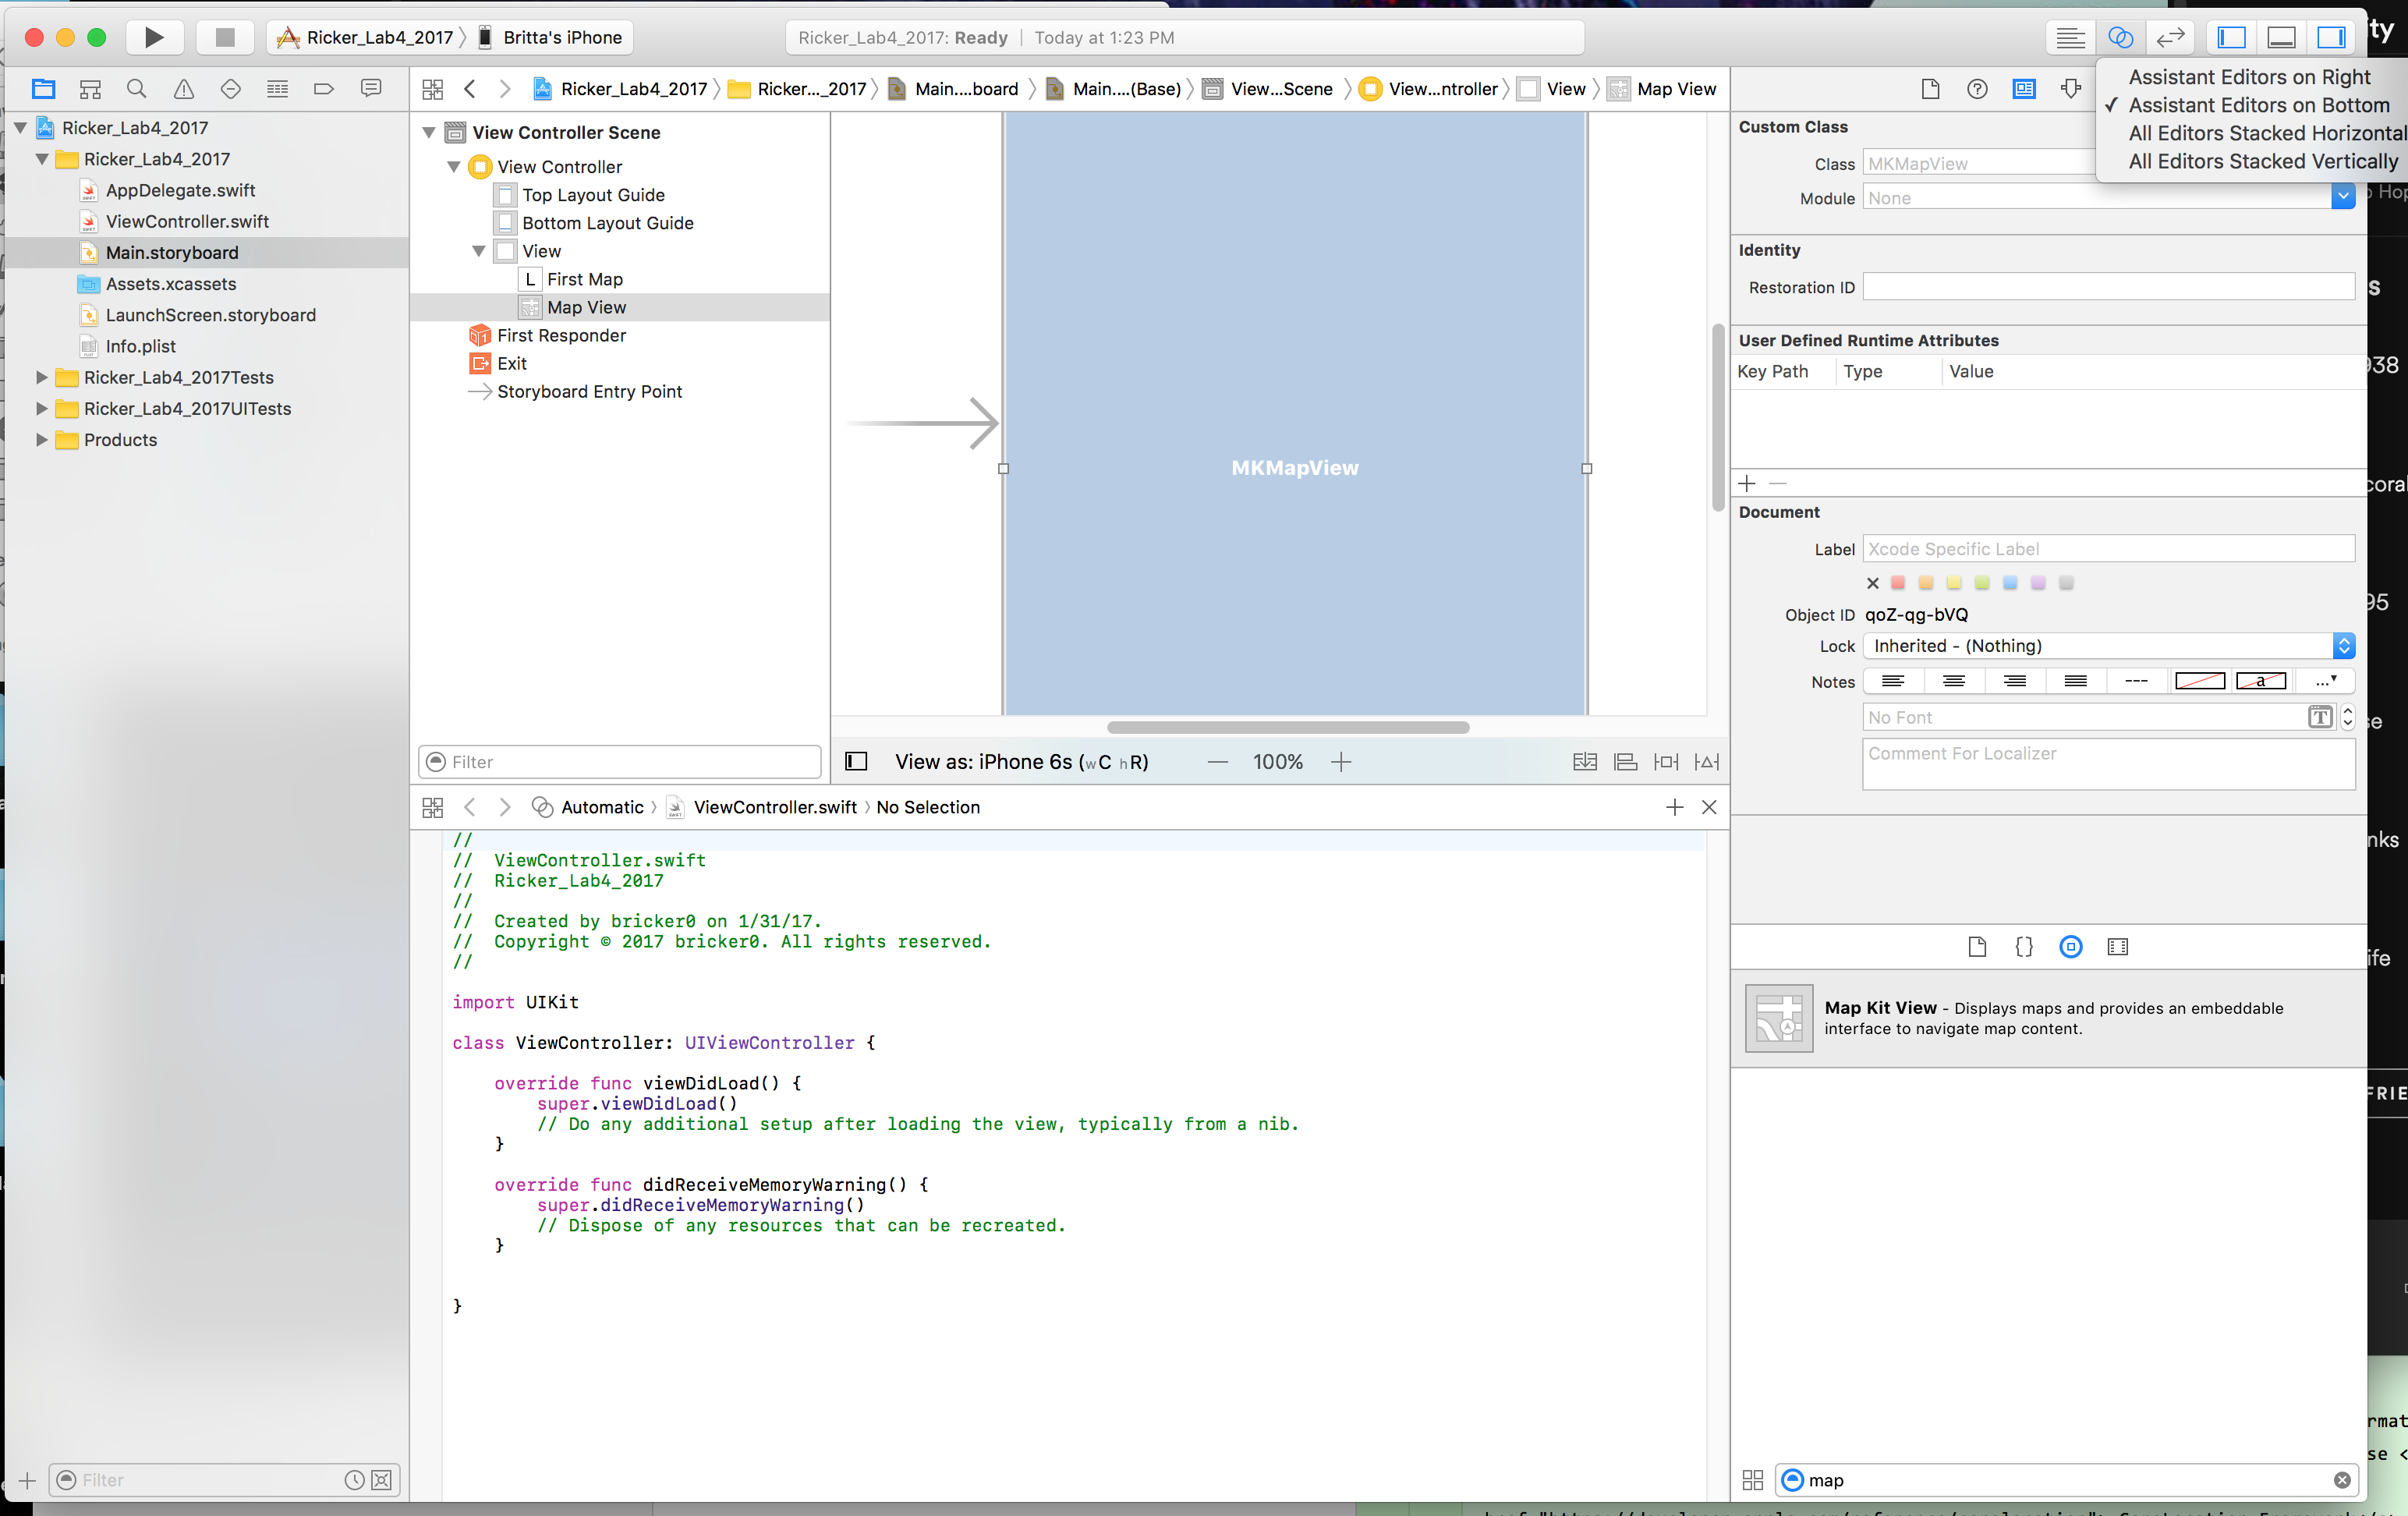 Ricker_Lab4_2017 〉 Britta's iPhone
Ricker_Lab4_2017: Ready | Today at 1:23 PM
Assistant Editors on Right
✓ Assistant Editors on Bottom
All Editors Stacked Horizontal
All Editors Stacked Vertically
Ricker_Lab4_2017
Ricker_Lab4_2017
AppDelegate.swift
ViewController.swift
Main.storyboard
Assets.xcassets
LaunchScreen.storyboard
Info.plist
Ricker_Lab4_2017Tests
Ricker_Lab4_2017UITests
Products
Filter
Ricker_Lab4_2017 〉 Ricker..._2017 〉 Main....board 〉 Main....(Base) 〉 View...Scene 〉 View...ntroller 〉 View 〉 Map View
View Controller Scene
View Controller
Top Layout Guide
Bottom Layout Guide
View
L First Map
Map View
First Responder
Exit
Storyboard Entry Point
Filter
MKMapView
View as: iPhone 6s (wC hR) — 100% +
Automatic 〉 ViewController.swift 〉 No Selection
//
//  ViewController.swift
//  Ricker_Lab4_2017
//
//  Created by bricker0 on 1/31/17.
//  Copyright © 2017 bricker0. All rights reserved.
//
import UIKit
class ViewController: UIViewController {
override func viewDidLoad() {
super.viewDidLoad()
// Do any additional setup after loading the view, typically from a nib.
}
override func didReceiveMemoryWarning() {
super.didReceiveMemoryWarning()
// Dispose of any resources that can be recreated.
}
}
Custom Class
Class MKMapView
Module None
Identity
Restoration ID
User Defined Runtime Attributes
Key Path Type Value
Document
Label Xcode Specific Label
Object ID qoZ-qg-bVQ
Lock Inherited - (Nothing)
Notes
No Font
Comment For Localizer
Map Kit View - Displays maps and provides an embeddable
interface to navigate map content.
map